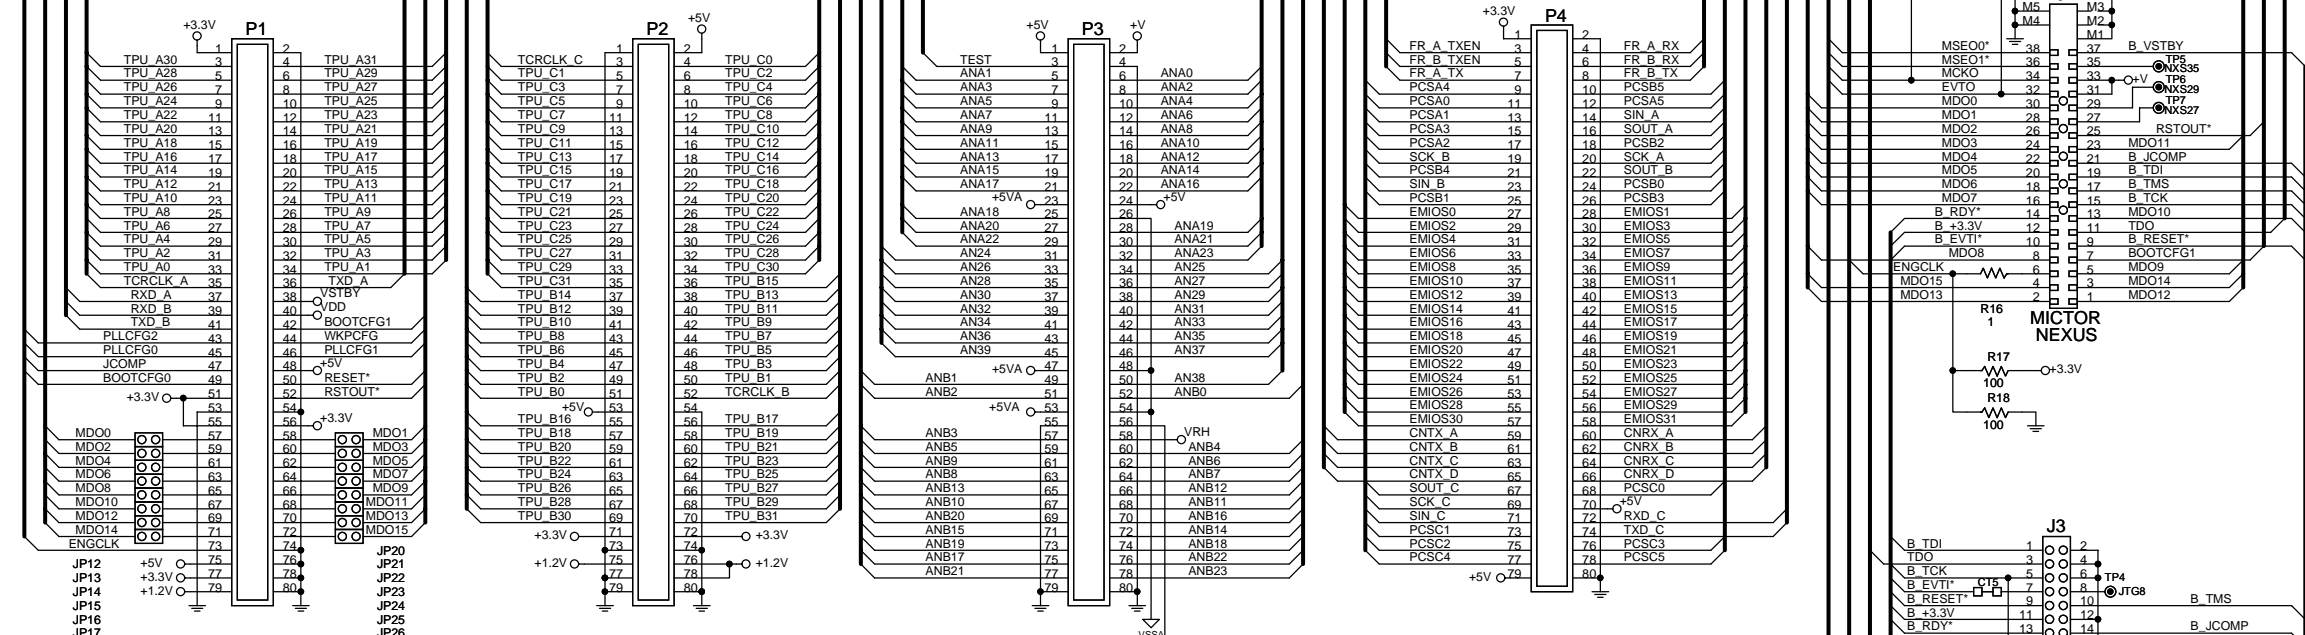 P1
+3.3V
1 2
TPU_A30 3 4 TPU_A31
TPU_A28 5 6 TPU_A29
TPU_A26 7 8 TPU_A27
TPU_A24 9 10 TPU_A25
TPU_A22 11 12 TPU_A23
TPU_A20 13 14 TPU_A21
TPU_A18 15 16 TPU_A19
TPU_A16 17 18 TPU_A17
TPU_A14 19 20 TPU_A15
TPU_A12 21 22 TPU_A13
TPU_A10 23 24 TPU_A11
TPU_A8 25 26 TPU_A9
TPU_A6 27 28 TPU_A7
TPU_A4 29 30 TPU_A5
TPU_A2 31 32 TPU_A3
TPU_A0 33 34 TPU_A1
TCRCLK_A 35 36 TXD_A
RXD_A 37 38 VSTBY
RXD_B 39 40 VDD
TXD_B 41 42 BOOTCFG1
PLLCFG2 43 44 WKPCFG
PLLCFG0 45 46 PLLCFG1
JCOMP 47 48 +5V
BOOTCFG0 49 50 RESET*
+3.3V 51 52 RSTOUT*
53 54
55 56 +3.3V
MDO0 57 58 MDO1
MDO2 59 60 MDO3
MDO4 61 62 MDO5
MDO6 63 64 MDO7
MDO8 65 66 MDO9
MDO10 67 68 MDO11
MDO12 69 70 MDO13
MDO14 71 72 MDO15
ENGCLK 73 74
+5V 75 76
+3.3V 77 78
+1.2V 79 80
JP12
JP13
JP14
JP15
JP16
JP17
JP20
JP21
JP22
JP23
JP24
JP25
JP26
P2
+5V
1 2
TCRCLK_C 3 4 TPU_C0
TPU_C1 5 6 TPU_C2
TPU_C3 7 8 TPU_C4
TPU_C5 9 10 TPU_C6
TPU_C7 11 12 TPU_C8
TPU_C9 13 14 TPU_C10
TPU_C11 15 16 TPU_C12
TPU_C13 17 18 TPU_C14
TPU_C15 19 20 TPU_C16
TPU_C17 21 22 TPU_C18
TPU_C19 23 24 TPU_C20
TPU_C21 25 26 TPU_C22
TPU_C23 27 28 TPU_C24
TPU_C25 29 30 TPU_C26
TPU_C27 31 32 TPU_C28
TPU_C29 33 34 TPU_C30
TPU_C31 35 36 TPU_B15
TPU_B14 37 38 TPU_B13
TPU_B12 39 40 TPU_B11
TPU_B10 41 42 TPU_B9
TPU_B8 43 44 TPU_B7
TPU_B6 45 46 TPU_B5
TPU_B4 47 48 TPU_B3
TPU_B2 49 50 TPU_B1
TPU_B0 51 52 TCRCLK_B
+5V 53 54
TPU_B16 55 56 TPU_B17
TPU_B18 57 58 TPU_B19
TPU_B20 59 60 TPU_B21
TPU_B22 61 62 TPU_B23
TPU_B24 63 64 TPU_B25
TPU_B26 65 66 TPU_B27
TPU_B28 67 68 TPU_B29
TPU_B30 69 70 TPU_B31
+3.3V 71 72 +3.3V
73 74
+1.2V 75 76 +1.2V
77 78
79 80
P3
+5V +V
1 2
TEST 3 4
ANA1 5 6 ANA0
ANA3 7 8 ANA2
ANA5 9 10 ANA4
ANA7 11 12 ANA6
ANA9 13 14 ANA8
ANA11 15 16 ANA10
ANA13 17 18 ANA12
ANA15 19 20 ANA14
ANA17 21 22 ANA16
+5VA 23 24 +5V
ANA18 25 26
ANA20 27 28 ANA19
ANA22 29 30 ANA21
AN24 31 32 ANA23
AN26 33 34 AN25
AN28 35 36 AN27
AN30 37 38 AN29
AN32 39 40 AN31
AN34 41 42 AN33
AN36 43 44 AN35
AN39 45 46 AN37
+5VA 47 48
ANB1 49 50 AN38
ANB2 51 52 ANB0
+5VA 53 54
55 56
ANB3 57 58 VRH
ANB5 59 60 ANB4
ANB9 61 62 ANB6
ANB8 63 64 ANB7
ANB13 65 66 ANB12
ANB10 67 68 ANB11
ANB20 69 70 ANB16
ANB15 71 72 ANB14
ANB19 73 74 ANB18
ANB17 75 76 ANB22
ANB21 77 78 ANB23
79 80
VSSA
P4
+3.3V
1 2
FR_A_TXEN 3 4 FR_A_RX
FR_B_TXEN 5 6 FR_B_RX
FR_A_TX 7 8 FR_B_TX
PCSA4 9 10 PCSB5
PCSA0 11 12 PCSA5
PCSA1 13 14 SIN_A
PCSA3 15 16 SOUT_A
PCSA2 17 18 PCSB2
SCK_B 19 20 SCK_A
PCSB4 21 22 SOUT_B
SIN_B 23 24 PCSB0
PCSB1 25 26 PCSB3
EMIOS0 27 28 EMIOS1
EMIOS2 29 30 EMIOS3
EMIOS4 31 32 EMIOS5
EMIOS6 33 34 EMIOS7
EMIOS8 35 36 EMIOS9
EMIOS10 37 38 EMIOS11
EMIOS12 39 40 EMIOS13
EMIOS14 41 42 EMIOS15
EMIOS16 43 44 EMIOS17
EMIOS18 45 46 EMIOS19
EMIOS20 47 48 EMIOS21
EMIOS22 49 50 EMIOS23
EMIOS24 51 52 EMIOS25
EMIOS26 53 54 EMIOS27
EMIOS28 55 56 EMIOS29
EMIOS30 57 58 EMIOS31
CNTX_A 59 60 CNRX_A
CNTX_B 61 62 CNRX_B
CNTX_C 63 64 CNRX_C
CNTX_D 65 66 CNRX_D
SOUT_C 67 68 PCSC0
SCK_C 69 70 +5V
SIN_C 71 72 RXD_C
PCSC1 73 74 TXD_C
PCSC2 75 76 PCSC3
PCSC4 77 78 PCSC5
+5V 79 80
M5 M3
M4 M2
M1
MSEO0* 38 37 B_VSTBY
MSEO1* 36 35 TP5 NXS35
MCKO 34 33 +V TP6
EVTO 32 31 NXS29
MDO0 30 29 TP7
MDO1 28 27 NXS27
MDO2 26 25 RSTOUT*
MDO3 24 23 MDO11
MDO4 22 21 B_JCOMP
MDO5 20 19 B_TDI
MDO6 18 17 B_TMS
MDO7 16 15 B_TCK
B_RDY* 14 13 MDO10
B_+3.3V 12 11 TDO
B_EVTI* 10 9 B_RESET*
MDO8 8 7 BOOTCFG1
ENGCLK 6 5 MDO9
MDO15 4 3 MDO14
MDO13 2 1 MDO12
R16
1
MICTOR
NEXUS
R17
100
+3.3V
R18
100
J3
B_TDI 1 2
TDO 3 4
B_TCK 5 6 TP4
B_EVTI* CT5 7 8 JTG8
B_RESET* 9 10 B_TMS
B_+3.3V 11 12
B_RDY* 13 14 B_JCOMP